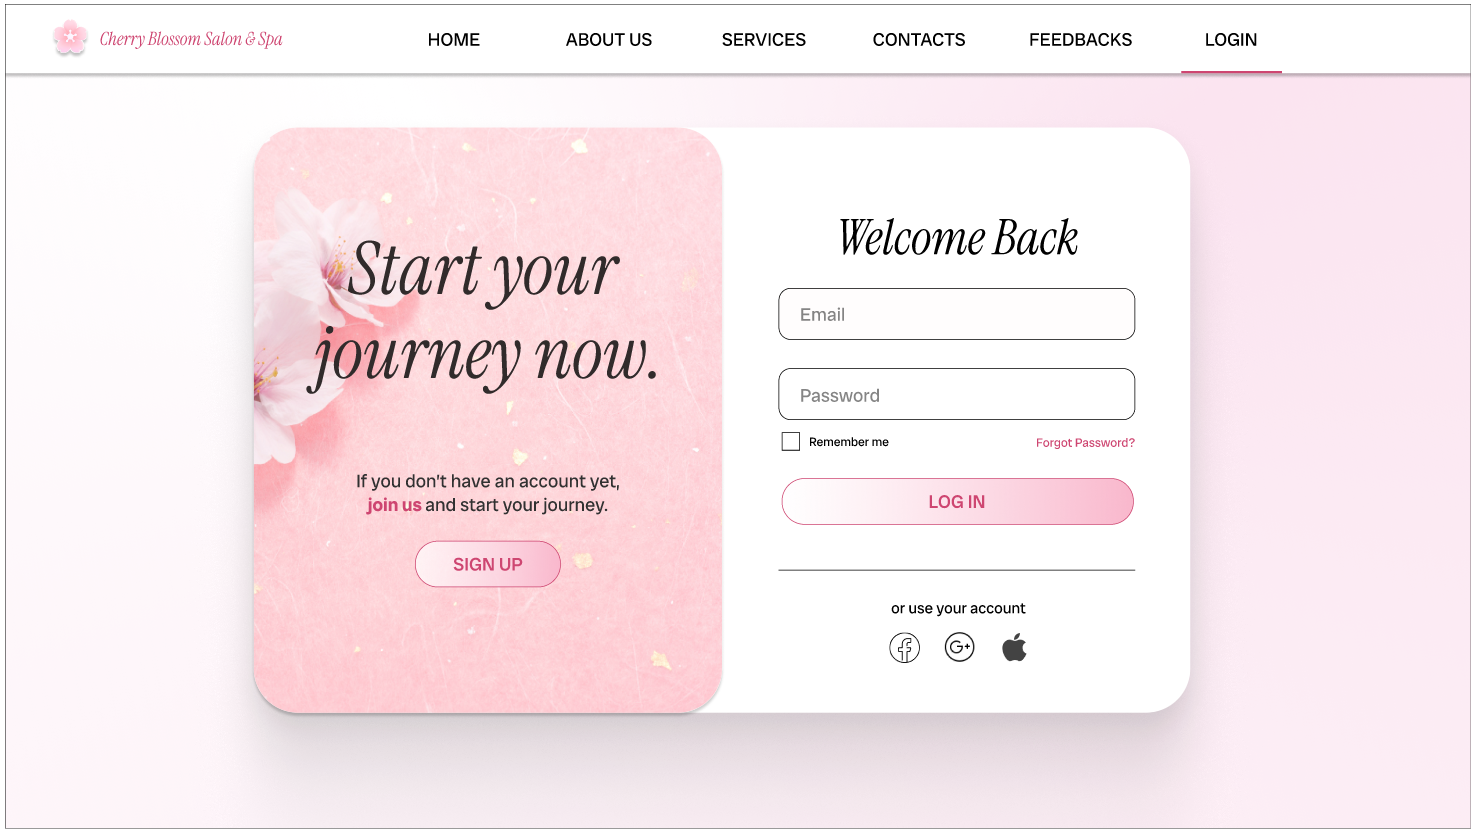 Cherry Blossom Salon & Spa
HOME
ABOUT US
SERVICES
CONTACTS
FEEDBACKS
LOGIN
Start your
journey now.
If you don't have an account yet,
join us and start your journey.
SIGN UP
Welcome Back
Email
Password
Remember me
Forgot Password?
LOG IN
or use your account
f
G+